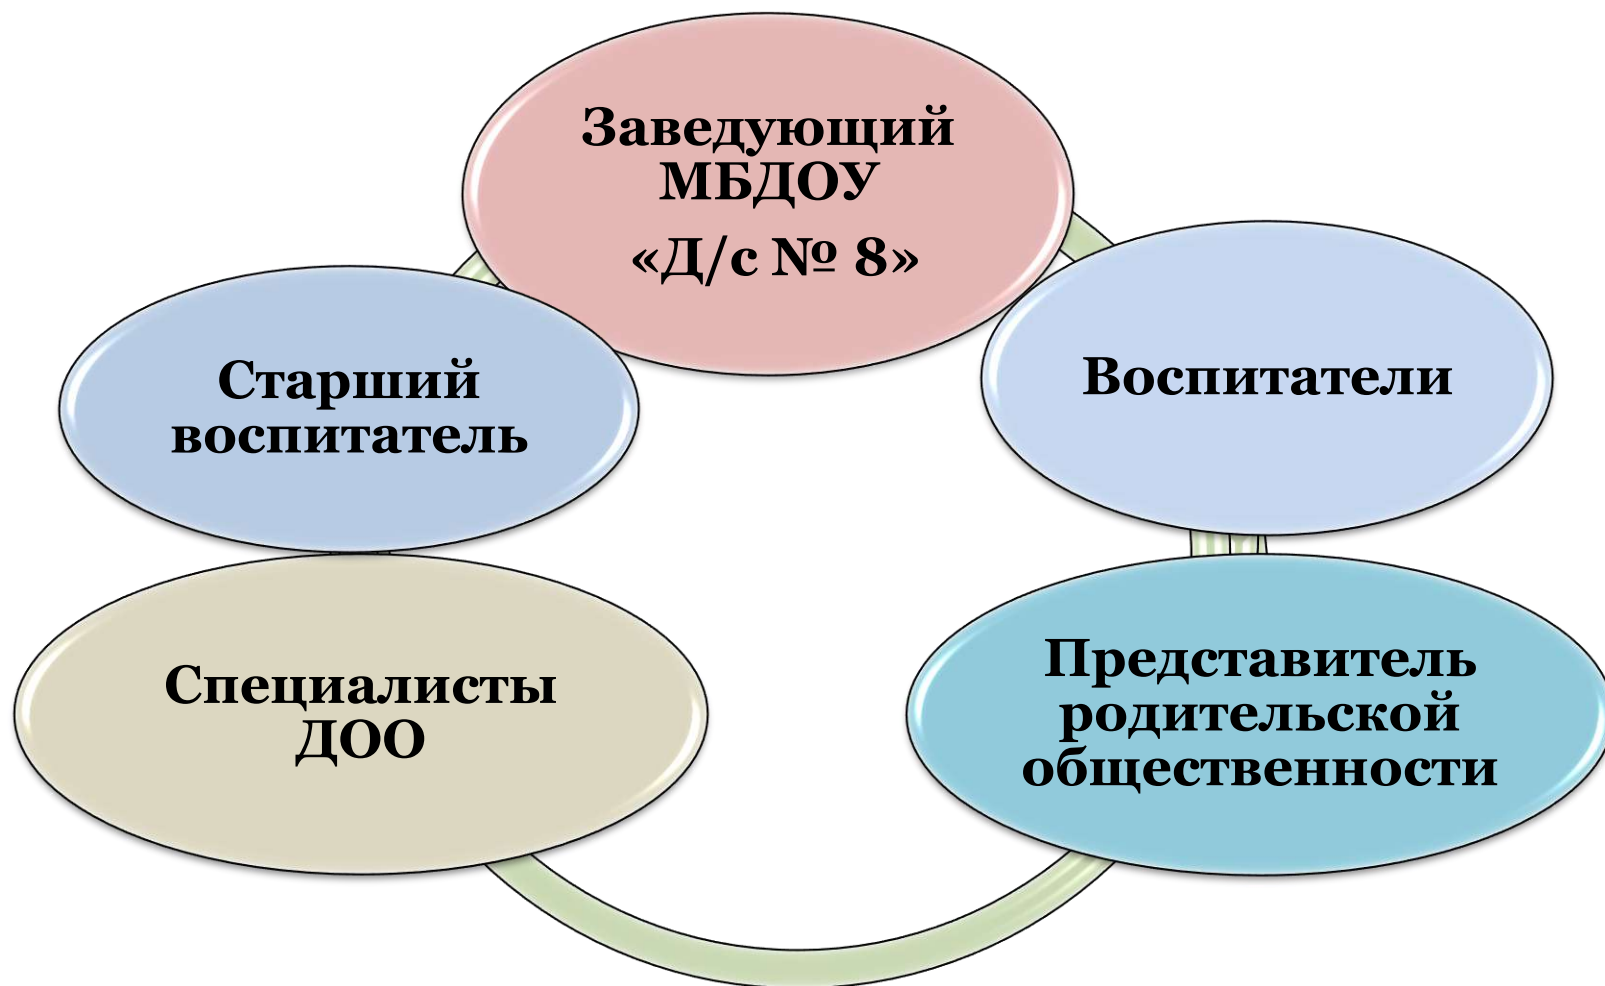 Заведующий
МБДОУ
«Д/с № 8»
Старший
воспитатель
Воспитатели
Специалисты
ДОО
Представитель
родительской
общественности